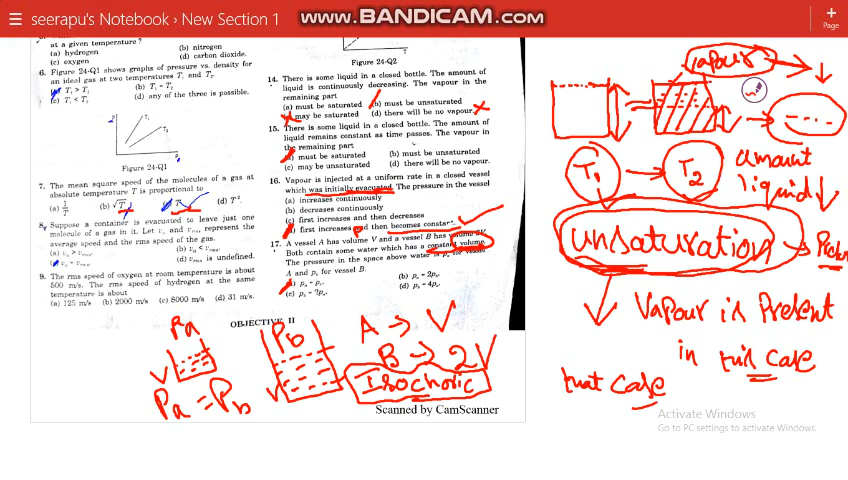 seerapu's Notebook › New Section 1
www.BANDICAM.com
Page
at a given temperature ?
(a) hydrogen (b) nitrogen
(c) oxygen (d) carbon dioxide.
6. Figure 24-Q1 shows graphs of pressure vs. density for
an ideal gas at two temperatures T₁ and T₂.
T₁ > T₂ (b) T₁ = T₂
(c) T₁ < T₂ (d) any of the three is possible.
T₁
T₂
Figure 24-Q1
7. The mean square speed of the molecules of a gas at
absolute temperature T is proportional to
(a) 1/T (b) √T (c) T (d) T².
8. Suppose a container is evacuated to leave just one
molecule of a gas in it. Let and represent the
average speed and the rms speed of the gas.
(d) is undefined.
9. The rms speed of oxygen at room temperature is about
500 m/s. The rms speed of hydrogen at the same
temperature is about
(a) 125 m/s (b) 2000 m/s (c) 8000 m/s (d) 31 m/s.
T
Figure 24-Q2
14. There is some liquid in a closed bottle. The amount of
liquid is continuously decreasing. The vapour in the
remaining part
(a) must be saturated (b) must be unsaturated
may be saturated (d) there will be no vapour.
15. There is some liquid in a closed bottle. The amount of
liquid remains constant as time passes. The vapour in
the remaining part
must be saturated (b) must be unsaturated
(c) may be unsaturated (d) there will be no vapour.
16. Vapour is injected at a uniform rate in a closed vessel
which was initially evacuated. The pressure in the vessel
(a) increases continuously
(b) decreases continuously
(c) first increases and then decreases
first increases and then becomes constant.
17. A vessel A has volume V and a vessel B has volume 2V.
Both contain some water which has a constant volume.
The pressure in the space above water is for vessel
A and for vessel B.
OBJECTIVE II
Pa
Pb
A → V
B → 2V
Isochoric
Pa = Pb
Scanned by CamScanner
vapour
T₁ → T₂
amount
liquid
unsaturation
Vapour is Present
in this case
that case
Activate Windows
Go to PC settings to activate Windows.